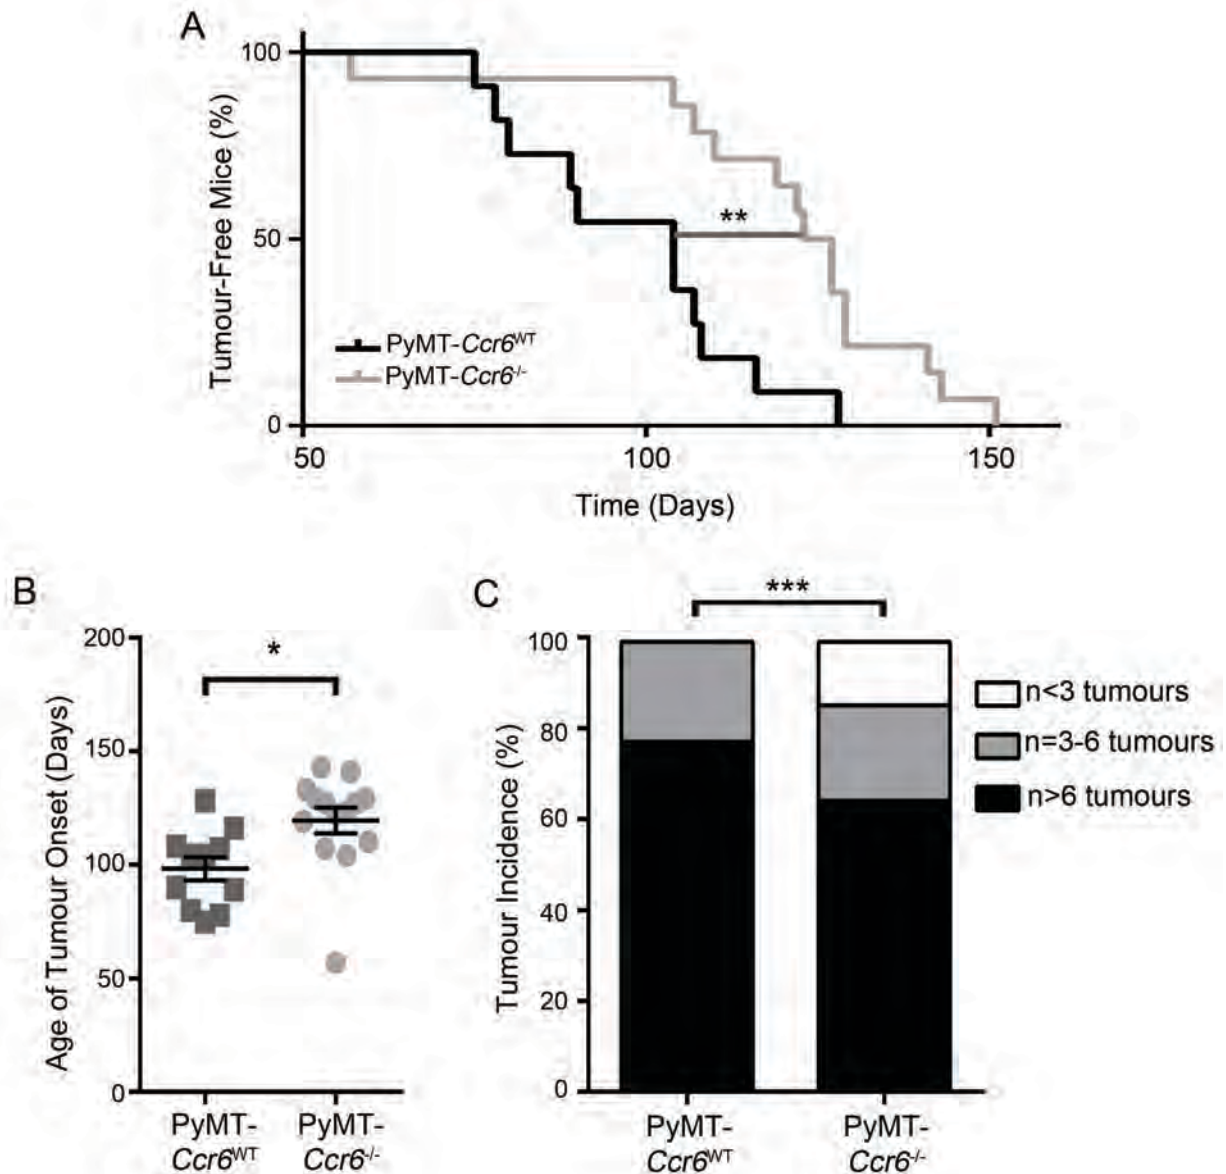 A
Tumour-Free Mice (%)
100
50
0
**
PyMT-Ccr6WT
PyMT-Ccr6-/-
50 100 150
Time (Days)
B
Age of Tumour Onset (Days)
200
150
100
50
0
*
PyMT- PyMT-
Ccr6WT Ccr6-/-
C
Tumour Incidence (%)
***
100
80
60
40
20
0
n<3 tumours
n=3-6 tumours
n>6 tumours
PyMT- PyMT-
Ccr6WT Ccr6-/-